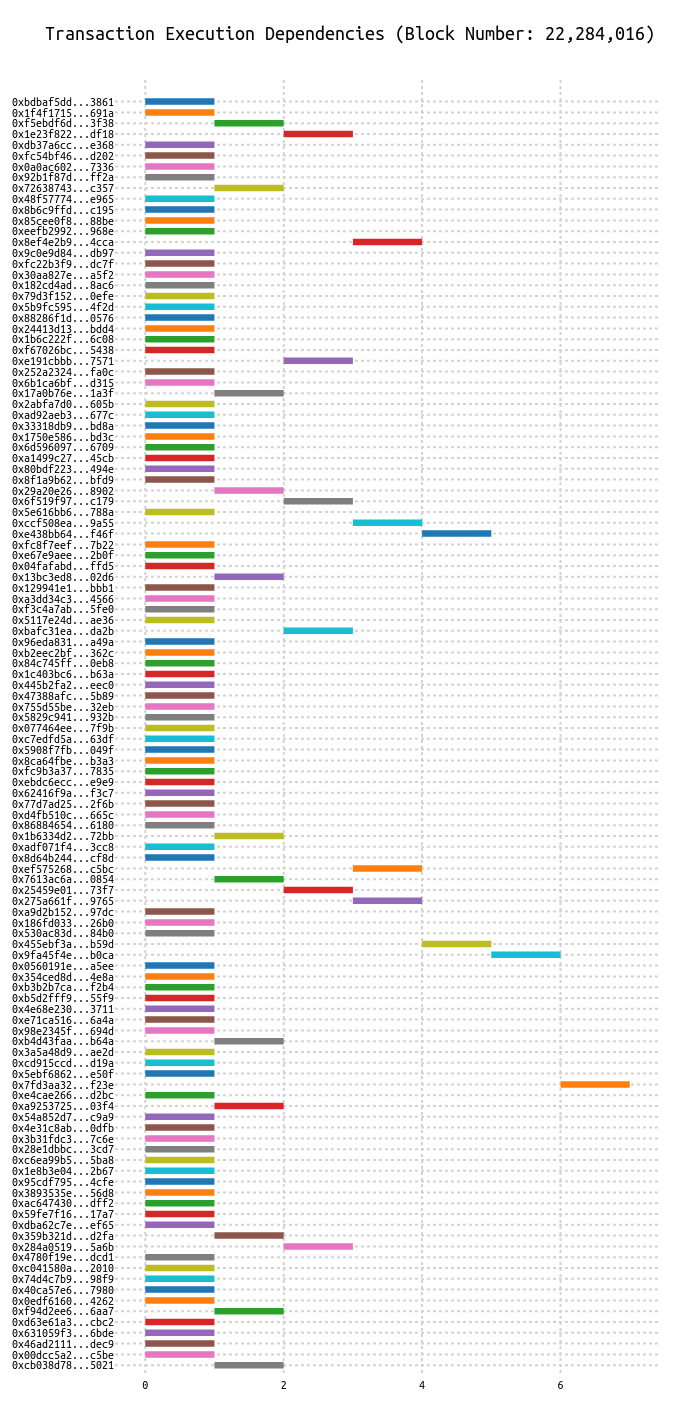 Transaction Execution Dependencies (Block Number: 22,284,016)
0xbdbaf5dd...3861
0x1f4f1715...691a
0xf5ebdf6d...3f38
0x1e23f822...df18
0xdb37a6cc...e368
0xfc54bf46...d202
0x0a0ac602...7336
0x92b1f87d...ff2a
0x72638743...c357
0x48f57774...e965
0x8b6c9ffd...c195
0x85cee0f8...88be
0xeefb2992...968e
0x8ef4e2b9...4cca
0x9c0e9d84...db97
0xfc22b3f9...dc7f
0x30aa827e...a5f2
0x182cd4ad...8ac6
0x79d3f152...0efe
0x5b9fc595...4f2d
0x88286f1d...0576
0x24413d13...bdd4
0x1b6c222f...6c08
0xf67026bc...5438
0xe191cbbb...7571
0x252a2324...fa0c
0x6b1ca6bf...d315
0x17a0b76e...1a3f
0x2abfa7d0...605b
0xad92aeb3...677c
0x33318db9...bd8a
0x1750e586...bd3c
0x6d596097...6709
0xa1499c27...45cb
0x80bdf223...494e
0x8f1a9b62...bfd9
0x29a20e26...8902
0x6f519f97...c179
0x5e616bb6...788a
0xccf508ea...9a55
0xe438bb64...f46f
0xfc8f7eef...7b22
0xe67e9aee...2b0f
0x04fafabd...ffd5
0x13bc3ed8...02d6
0x129941e1...bbb1
0xa3dd34c3...4566
0xf3c4a7ab...5fe0
0x5117e24d...ae36
0xbafc31ea...da2b
0x96eda831...a49a
0xb2eec2bf...362c
0x84c745ff...0eb8
0x1c403bc6...b63a
0x445b2fa2...eec0
0x47388afc...5b89
0x755d55be...32eb
0x5829c941...932b
0x077464ee...7f9b
0xc7edfd5a...63df
0x5908f7fb...049f
0x8ca64fbe...b3a3
0xfc9b3a37...7835
0xebdc6ecc...e9e9
0x62416f9a...f3c7
0x77d7ad25...2f6b
0xd4fb510c...665c
0x86884654...6180
0x1b6334d2...72bb
0xadf071f4...3cc8
0x8d64b244...cf8d
0xef575268...c5bc
0x7613ac6a...0854
0x25459e01...73f7
0x275a661f...9765
0xa9d2b152...97dc
0x186fd033...26b0
0x530ac83d...84b0
0x455ebf3a...b59d
0x9fa45f4e...b0ca
0x0560191e...a5ee
0x354ced8d...4e8a
0xb3b2b7ca...f2b4
0xb5d2fff9...55f9
0x4e68e230...3711
0xe71ca516...6a4a
0x98e2345f...694d
0xb4d43faa...b64a
0x3a5a48d9...ae2d
0xcd915ccd...d19a
0x5ebf6862...e50f
0x7fd3aa32...f23e
0xe4cae266...d2bc
0xa9253725...03f4
0x54a852d7...c9a9
0x4e31c8ab...0dfb
0x3b31fdc3...7c6e
0x28e1dbbc...3cd7
0xc6ea99b5...5ba8
0x1e8b3e04...2b67
0x95cdf795...4cfe
0x3893535e...56d8
0xac647430...dff2
0x59fe7f16...17a7
0xdba62c7e...ef65
0x359b321d...d2fa
0x284a0519...5a6b
0x4780f19e...dcd1
0xc041580a...2010
0x74d4c7b9...98f9
0x40ca57e6...7980
0x0edf6160...4262
0xf94d2ee6...6aa7
0xd63e61a3...cbc2
0x631059f3...6bde
0x46ad2111...dec9
0x00dcc5a2...c5be
0xcb038d78...5021
0 2 4 6